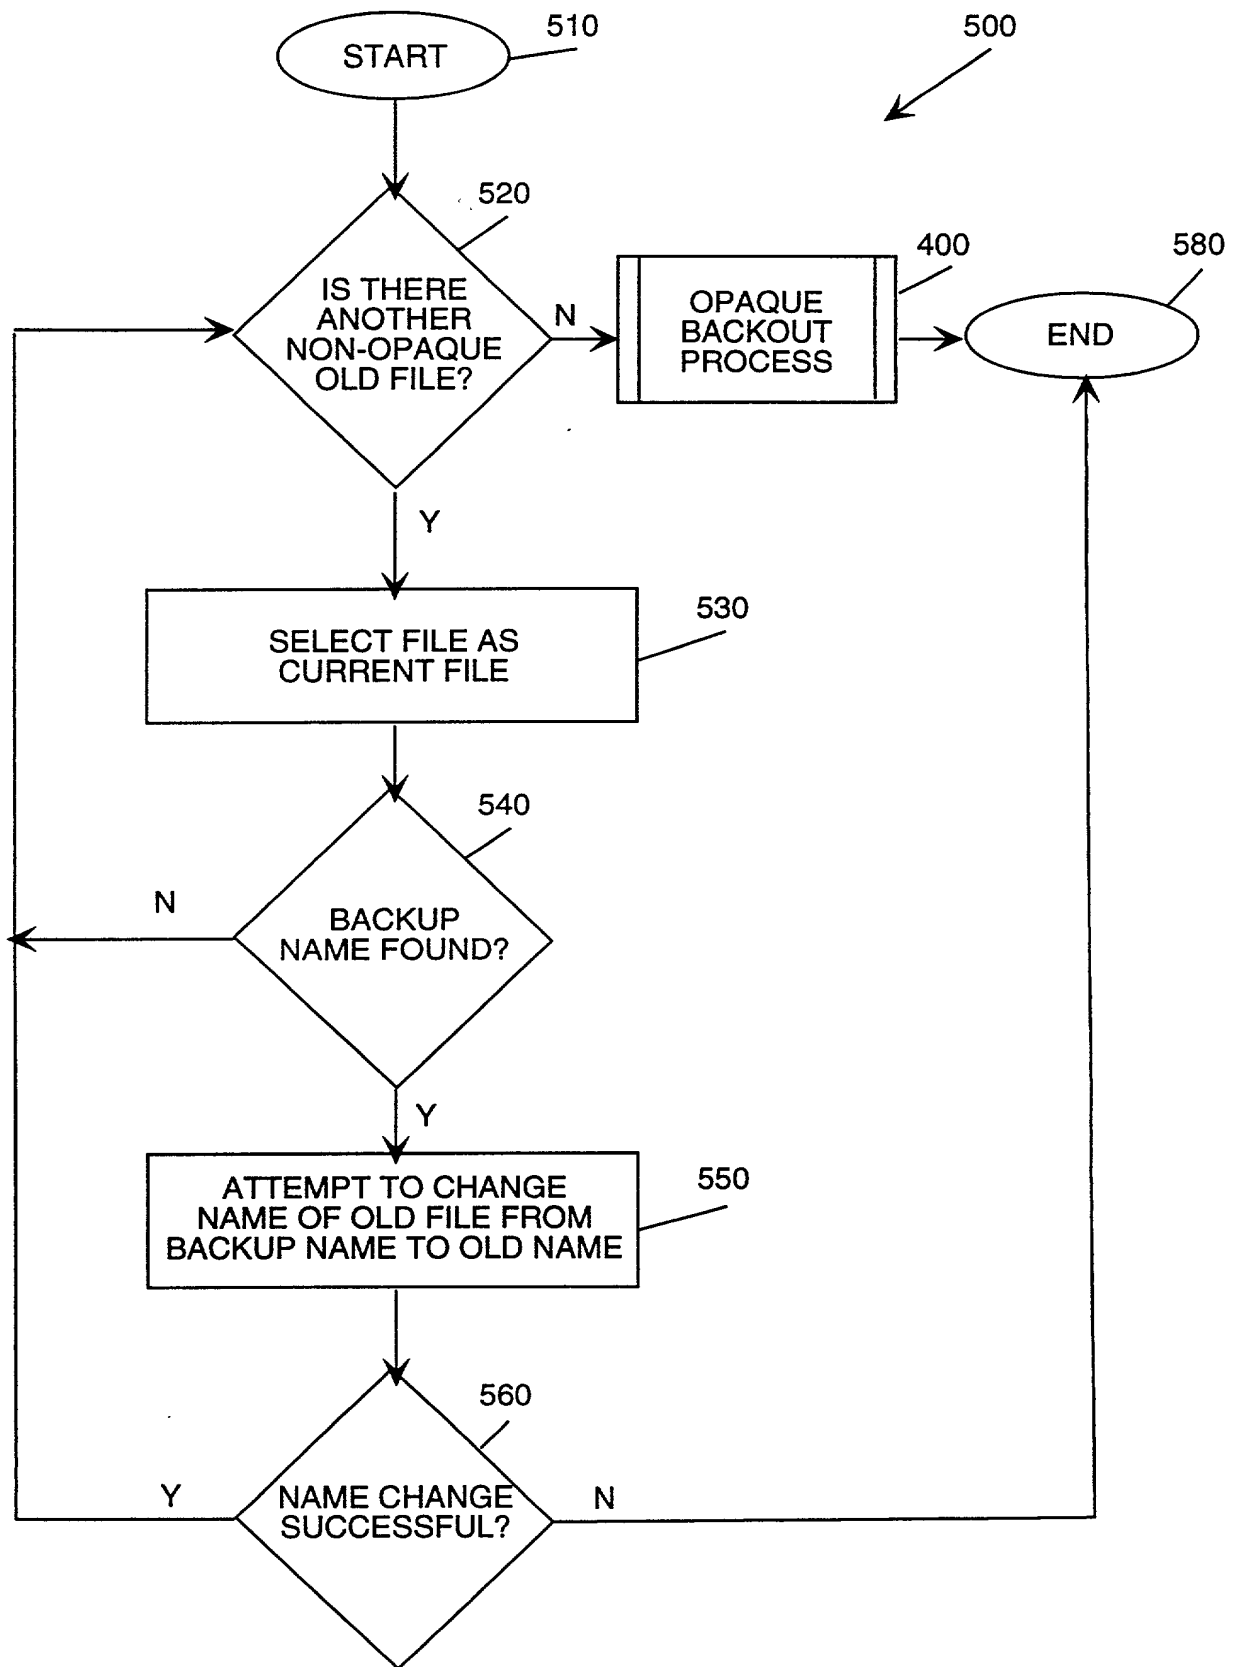 510
500
START
520
400
580
IS THERE
ANOTHER
NON-OPAQUE
OLD FILE?
N
OPAQUE
BACKOUT
PROCESS
END
Y
530
SELECT FILE AS
CURRENT FILE
540
N
BACKUP
NAME FOUND?
Y
550
ATTEMPT TO CHANGE
NAME OF OLD FILE FROM
BACKUP NAME TO OLD NAME
560
Y
NAME CHANGE
SUCCESSFUL?
N